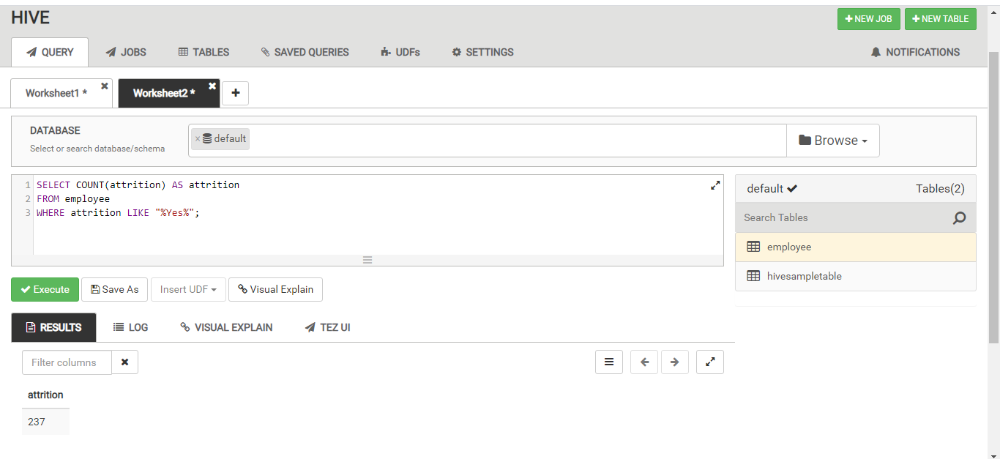 HIVE
NEW JOB NEW TABLE
QUERY JOBS TABLES SAVED QUERIES UDFs SETTINGS NOTIFICATIONS
Worksheet1 * Worksheet2 * +
DATABASE
Select or search database/schema
× default
Browse
1 SELECT COUNT(attrition) AS attrition
2 FROM employee
3 WHERE attrition LIKE "%Yes%";
default Tables(2)
Search Tables
employee
hivesampletable
Execute Save As Insert UDF Visual Explain
RESULTS LOG VISUAL EXPLAIN TEZ UI
Filter columns
attrition
237